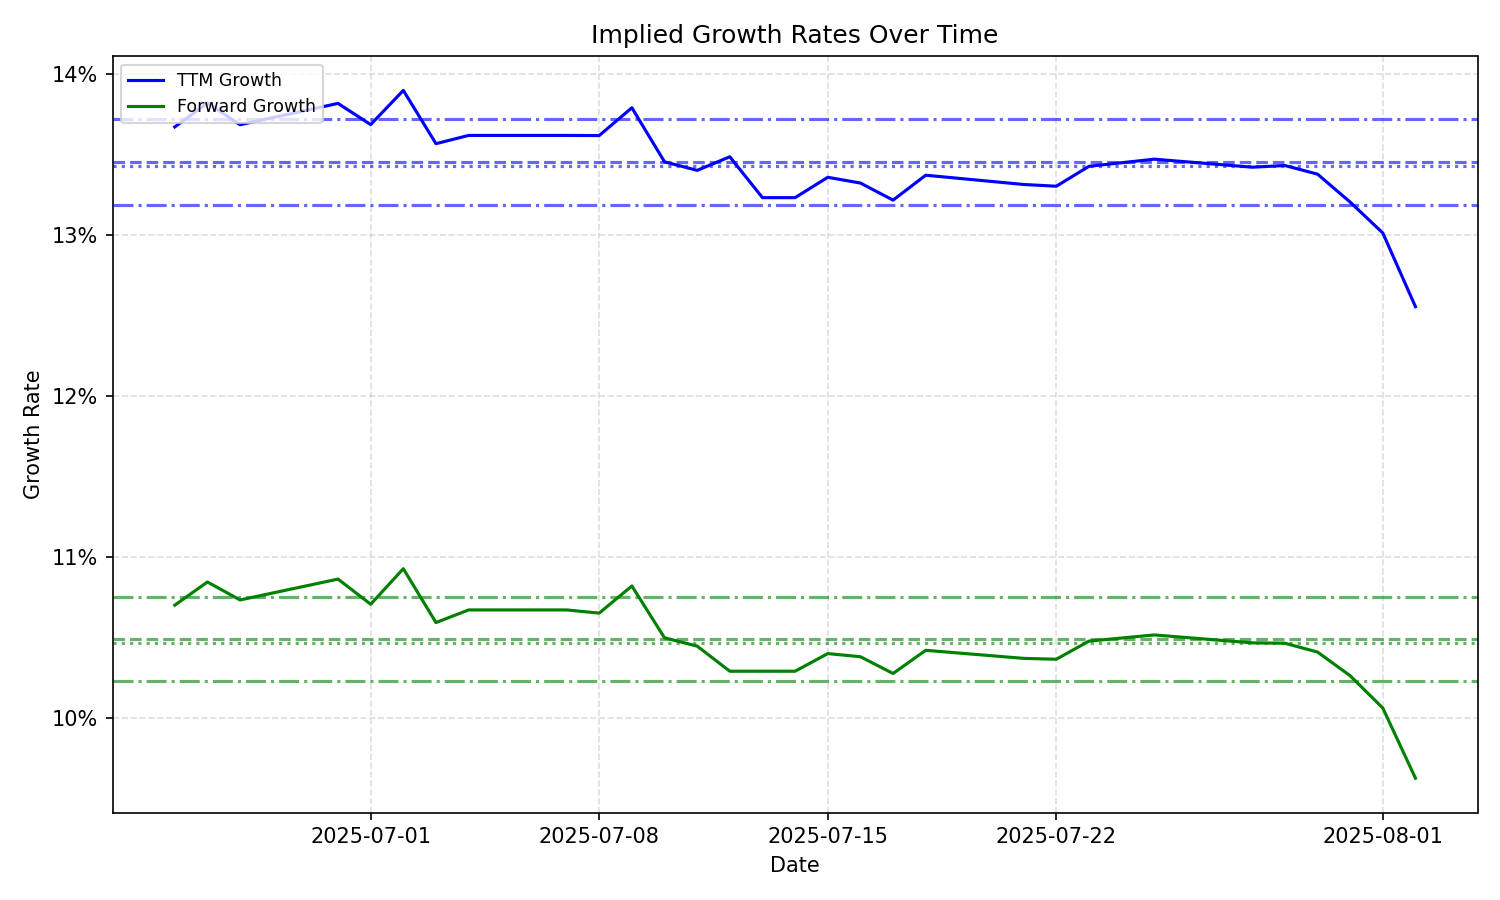 Implied Growth Rates Over Time
TTM Growth
Forward Growth
14%
13%
12%
11%
10%
Growth Rate
2025-07-01
2025-07-08
2025-07-15
2025-07-22
2025-08-01
Date